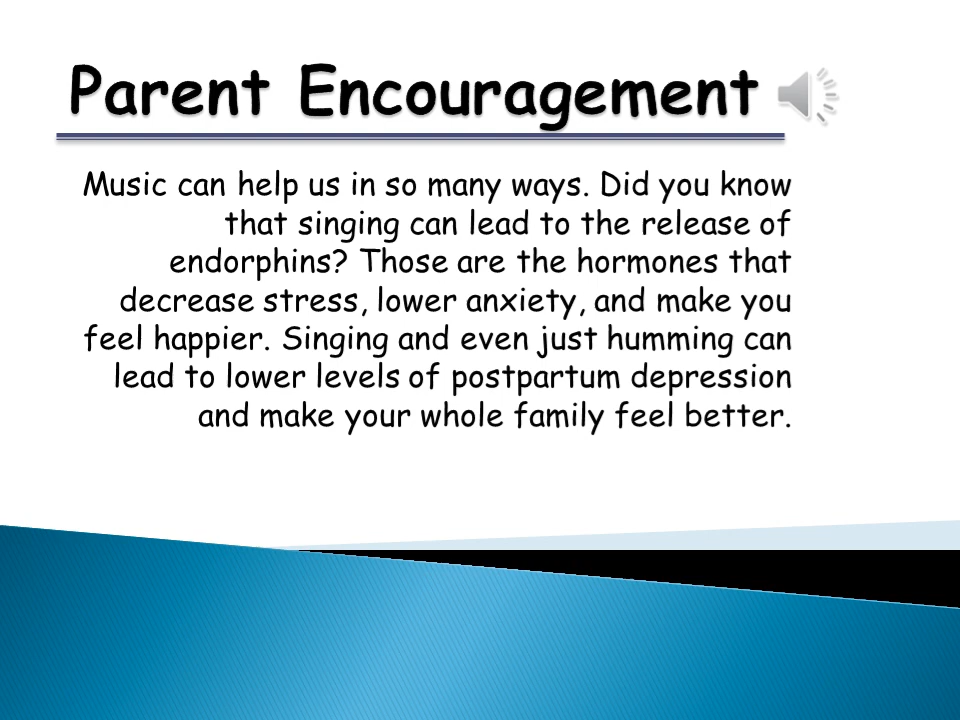 Parent Encouragement
Music can help us in so many ways. Did you know
that singing can lead to the release of
endorphins? Those are the hormones that
decrease stress, lower anxiety, and make you
feel happier. Singing and even just humming can
lead to lower levels of postpartum depression
and make your whole family feel better.